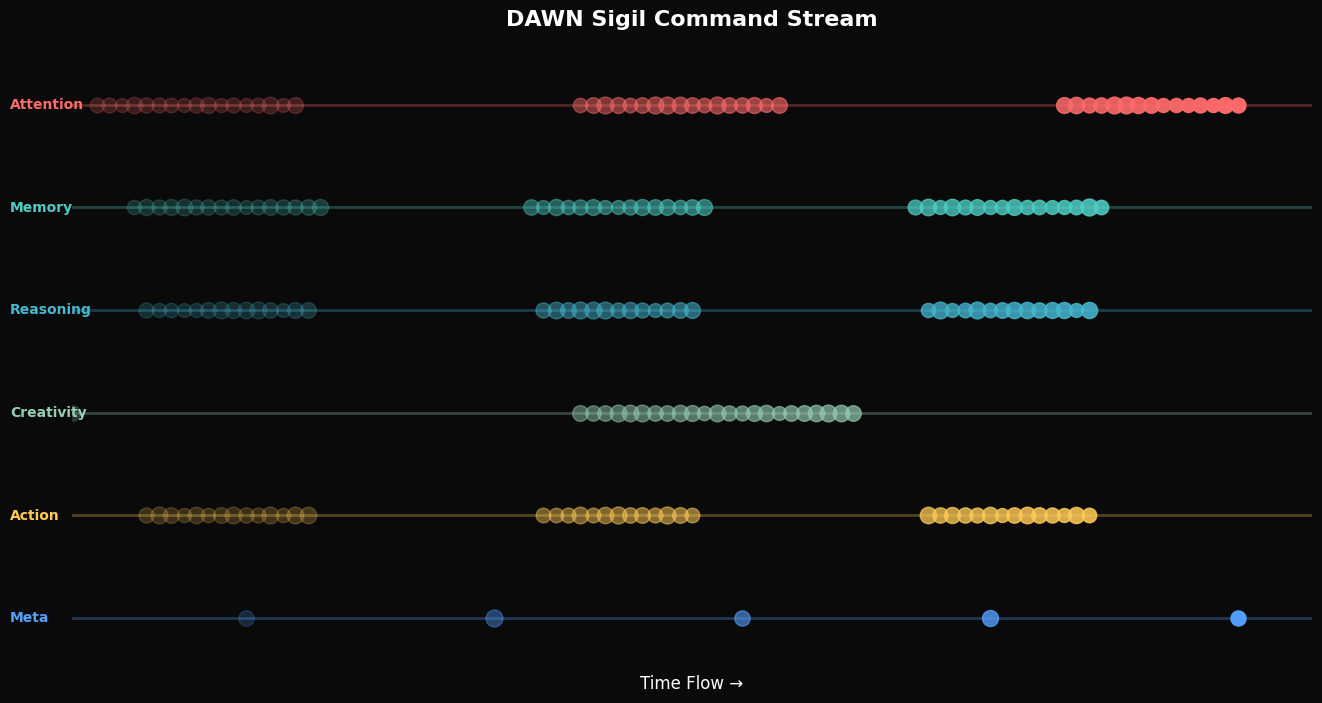 DAWN Sigil Command Stream
Attention
Memory
Reasoning
Creativity
Action
Meta
Time Flow →